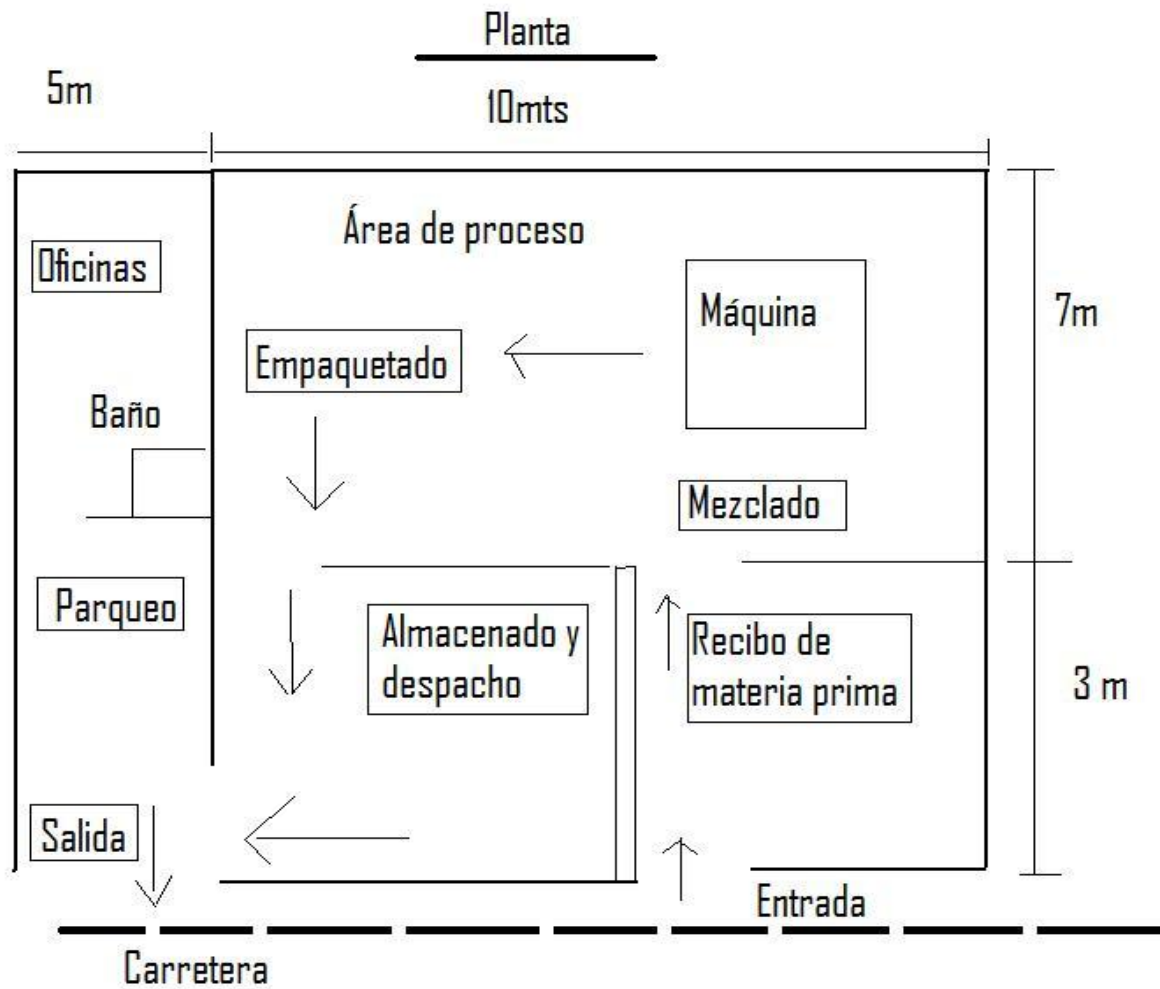 Planta
5m
10mts
Área de proceso
Oficinas
Máquina
7m
Empaquetado
Baño
Mezclado
Parqueo
Almacenado y
despacho
Recibo de
materia prima
3 m
Salida
Entrada
Carretera